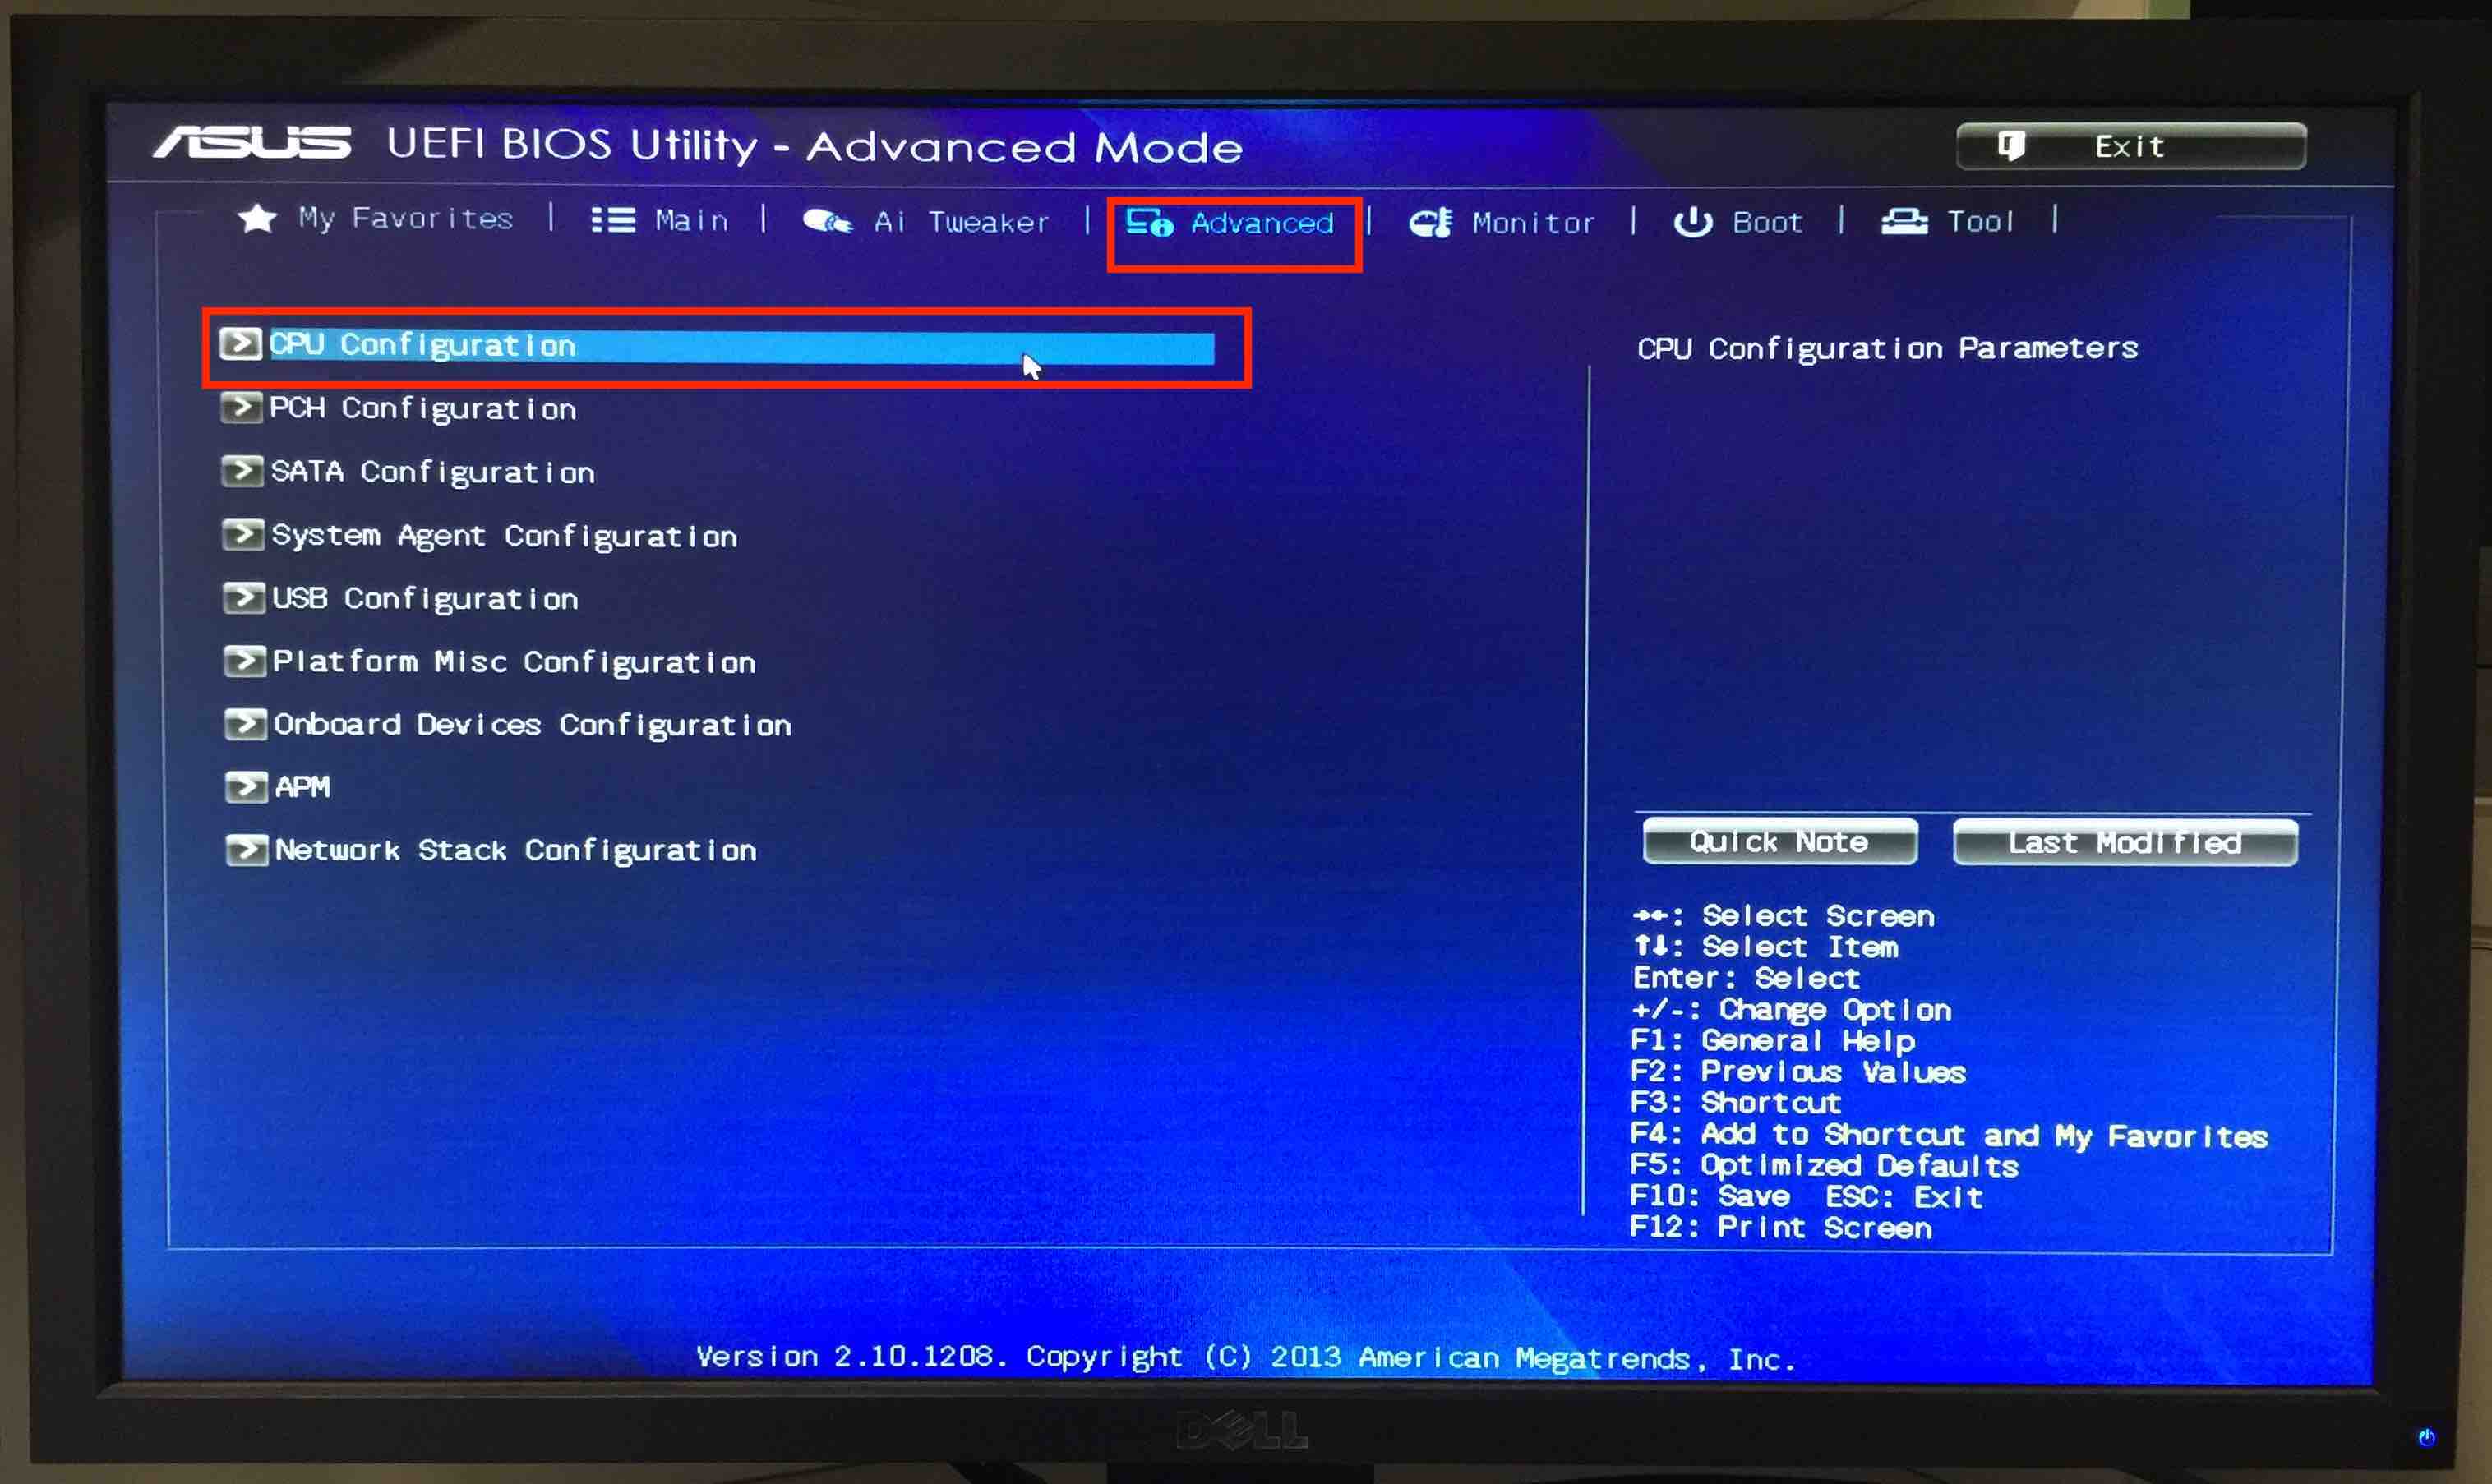 ASUS UEFI BIOS Utility - Advanced Mode
Exit
My Favorites | Main | Ai Tweaker | Advanced | Monitor | Boot | Tool |
CPU Configuration
PCH Configuration
SATA Configuration
System Agent Configuration
USB Configuration
Platform Misc Configuration
Onboard Devices Configuration
APM
Network Stack Configuration
CPU Configuration Parameters
Quick Note
Last Modified
→←: Select Screen
↑↓: Select Item
Enter: Select
+/-: Change Option
F1: General Help
F2: Previous Values
F3: Shortcut
F4: Add to Shortcut and My Favorites
F5: Optimized Defaults
F10: Save ESC: Exit
F12: Print Screen
Version 2.10.1208. Copyright (C) 2013 American Megatrends, Inc.
DELL